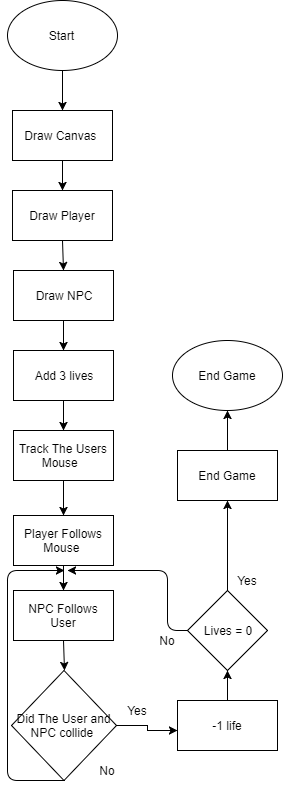 Start
Draw Canvas
Draw Player
Draw NPC
Add 3 lives
Track The Users
Mouse
Player Follows
Mouse
NPC Follows
User
Did The User and
NPC collide
Yes
No
-1 life
Lives = 0
No
Yes
End Game
End Game